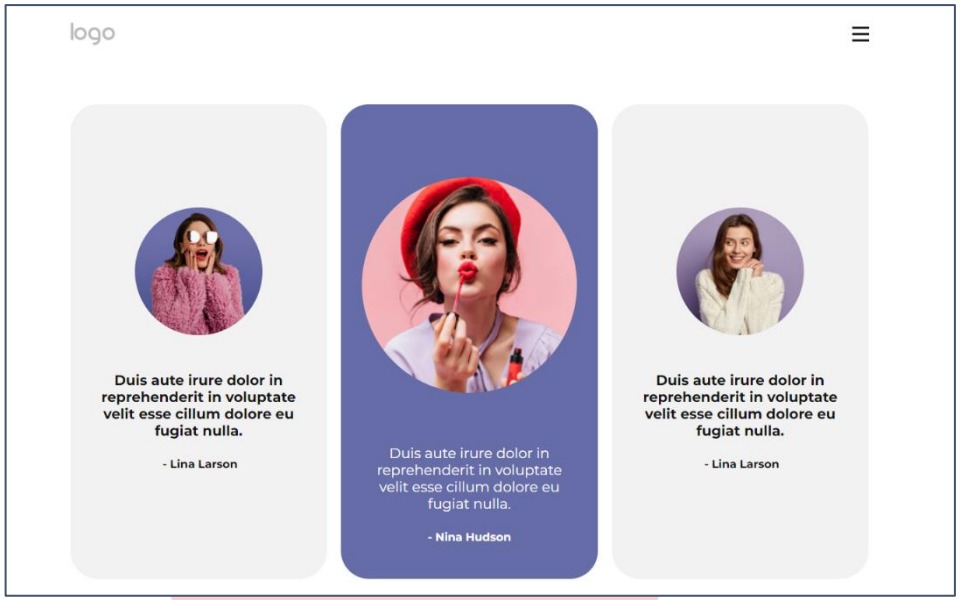 logo
Duis aute irure dolor in
reprehenderit in voluptate
velit esse cillum dolore eu
fugiat nulla.
- Lina Larson
Duis aute irure dolor in
reprehenderit in voluptate
velit esse cillum dolore eu
fugiat nulla.
- Nina Hudson
Duis aute irure dolor in
reprehenderit in voluptate
velit esse cillum dolore eu
fugiat nulla.
- Lina Larson